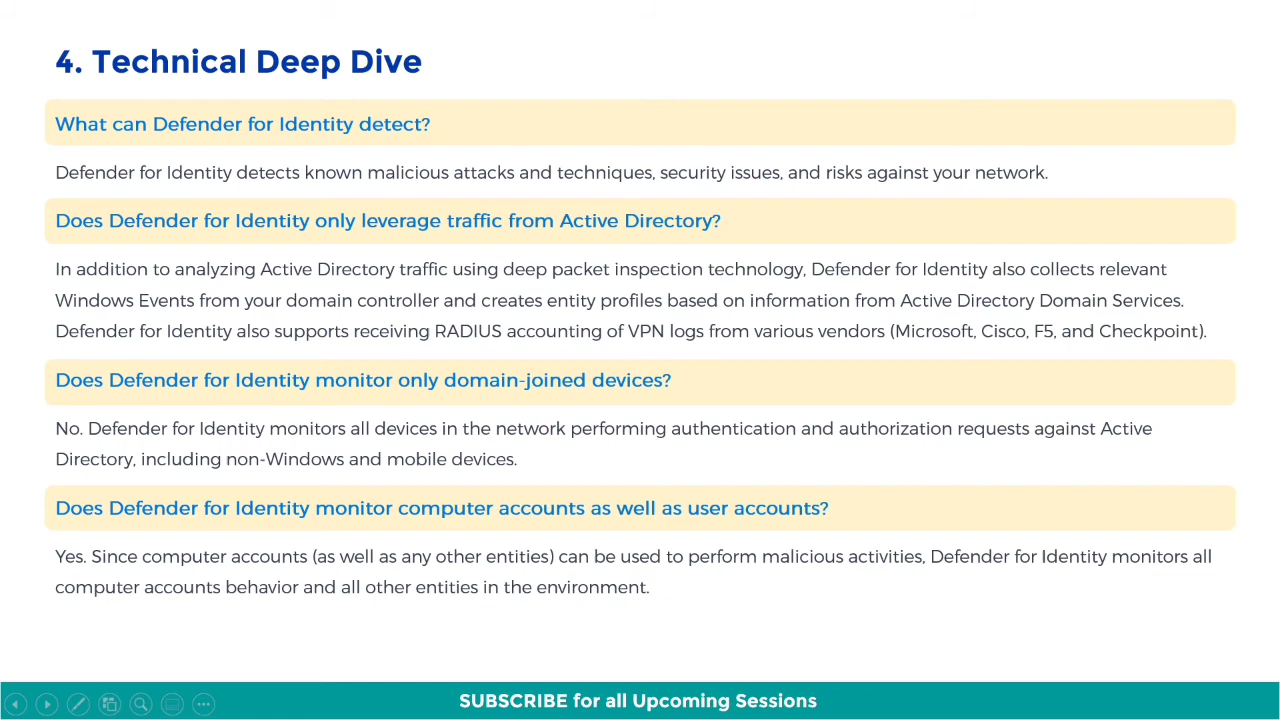 4. Technical Deep Dive
What can Defender for Identity detect?
Defender for Identity detects known malicious attacks and techniques, security issues, and risks against your network.
Does Defender for Identity only leverage traffic from Active Directory?
In addition to analyzing Active Directory traffic using deep packet inspection technology, Defender for Identity also collects relevant
Windows Events from your domain controller and creates entity profiles based on information from Active Directory Domain Services.
Defender for Identity also supports receiving RADIUS accounting of VPN logs from various vendors (Microsoft, Cisco, F5, and Checkpoint).
Does Defender for Identity monitor only domain-joined devices?
No. Defender for Identity monitors all devices in the network performing authentication and authorization requests against Active
Directory, including non-Windows and mobile devices.
Does Defender for Identity monitor computer accounts as well as user accounts?
Yes. Since computer accounts (as well as any other entities) can be used to perform malicious activities, Defender for Identity monitors all
computer accounts behavior and all other entities in the environment.
SUBSCRIBE for all Upcoming Sessions